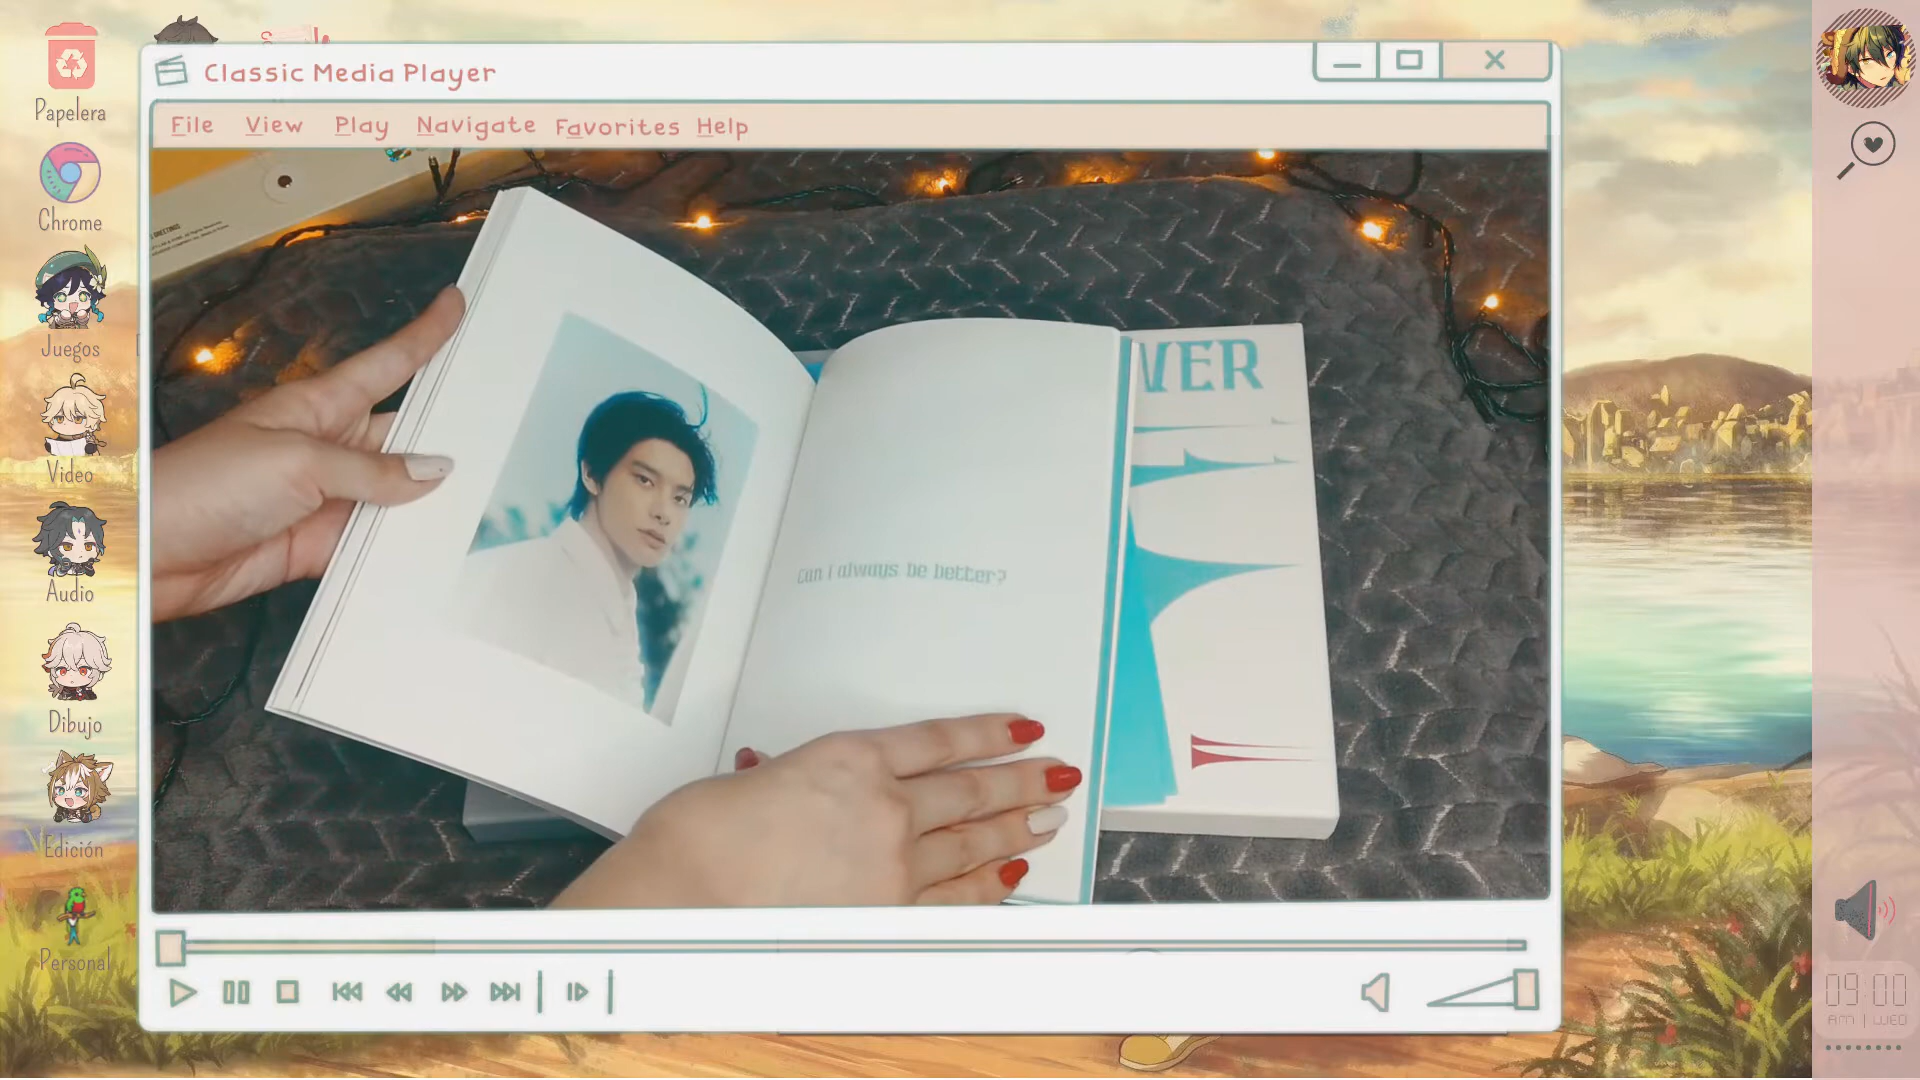 Papelera
Chrome
Juegos
Video
Audio
Dibujo
Edición
Personal
Classic Media Player
File View Play Navigate Favorites Help
GREETINGS
VER
Can i always be better?
09:00
AM | WED